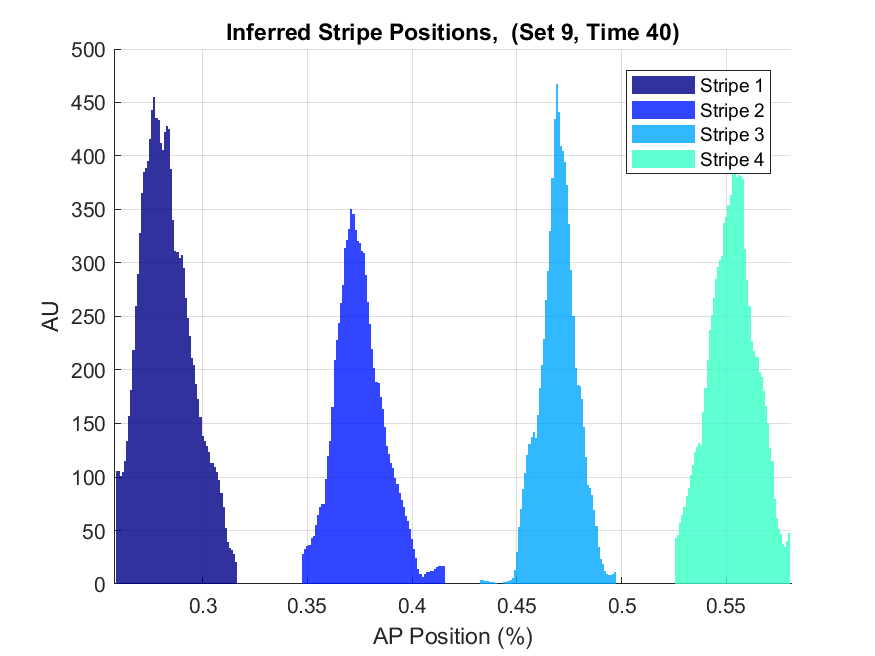 Inferred Stripe Positions,  (Set 9, Time 40)
500
450
400
350
300
250
200
150
100
50
0
AU
Stripe 1
Stripe 2
Stripe 3
Stripe 4
0.3 0.35 0.4 0.45 0.5 0.55
AP Position (%)